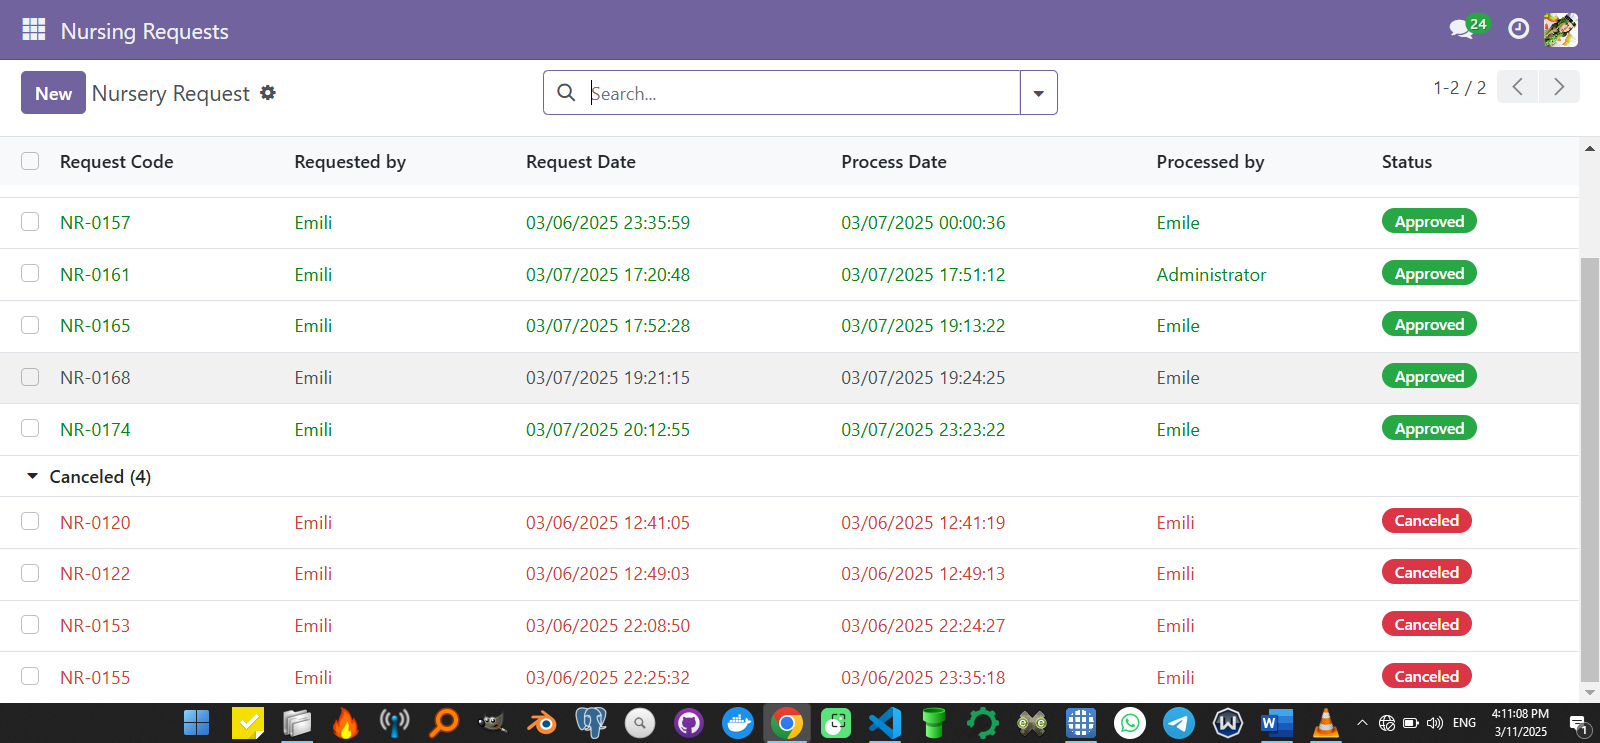 Nursing Requests 24
New Nursery Request Search... 1-2 / 2
Request Code Requested by Request Date Process Date Processed by Status
NR-0157 Emili 03/06/2025 23:35:59 03/07/2025 00:00:36 Emile Approved
NR-0161 Emili 03/07/2025 17:20:48 03/07/2025 17:51:12 Administrator Approved
NR-0165 Emili 03/07/2025 17:52:28 03/07/2025 19:13:22 Emile Approved
NR-0168 Emili 03/07/2025 19:21:15 03/07/2025 19:24:25 Emile Approved
NR-0174 Emili 03/07/2025 20:12:55 03/07/2025 23:23:22 Emile Approved
Canceled (4)
NR-0120 Emili 03/06/2025 12:41:05 03/06/2025 12:41:19 Emili Canceled
NR-0122 Emili 03/06/2025 12:49:03 03/06/2025 12:49:13 Emili Canceled
NR-0153 Emili 03/06/2025 22:08:50 03/06/2025 22:24:27 Emili Canceled
NR-0155 Emili 03/06/2025 22:25:32 03/06/2025 23:35:18 Emili Canceled
ENG 4:11:08 PM
3/11/2025 1